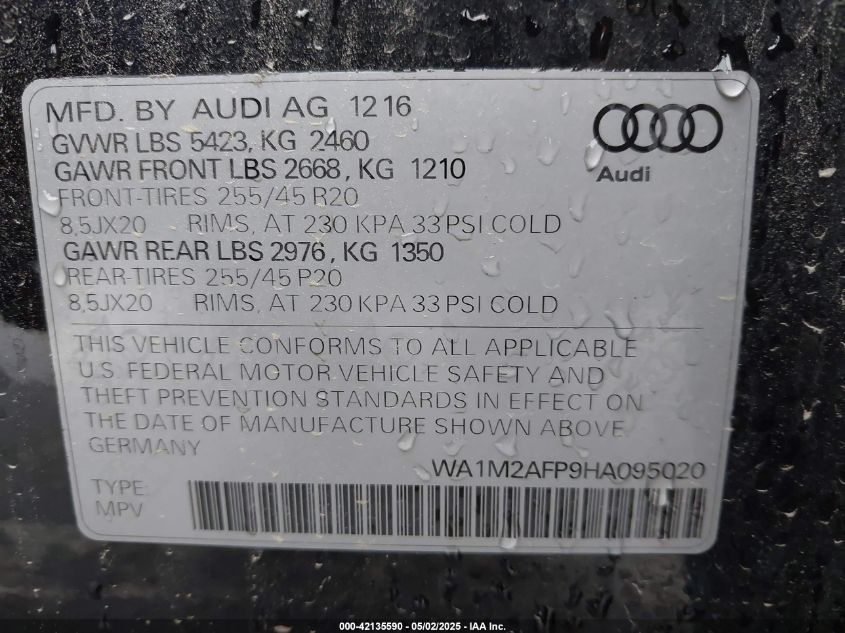 MFD. BY AUDI AG 12 16
GVWR LBS 5423, KG 2460
GAWR FRONT LBS 2668, KG 1210
FRONT-TIRES 255/45 R20
8,5JX20 RIMS, AT 230 KPA 33 PSI COLD
GAWR REAR LBS 2976, KG 1350
REAR-TIRES 255/45 R20
8,5JX20 RIMS, AT 230 KPA 33 PSI COLD
Audi
THIS VEHICLE CONFORMS TO ALL APPLICABLE
U.S. FEDERAL MOTOR VEHICLE SAFETY AND
THEFT PREVENTION STANDARDS IN EFFECT ON
THE DATE OF MANUFACTURE SHOWN ABOVE.
GERMANY
WA1M2AFP9HA095020
TYPE:
MPV
000-42135590 - 05/02/2025 - IAA Inc.